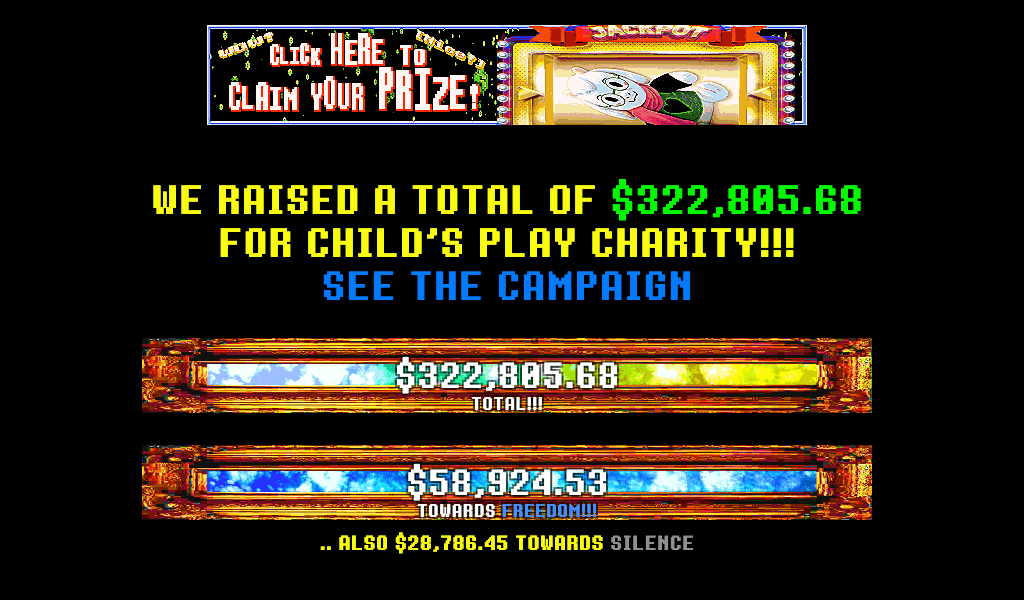 WHAT
CLICK HERE TO
CLAIM YOUR PRIZE!
JACKPOT
WE RAISED A TOTAL OF $322,805.68
FOR CHILD'S PLAY CHARITY!!!
SEE THE CAMPAIGN
$322,805.68
TOTAL!!!
$58,924.53
TOWARDS FREEDOM!!!
.. ALSO $28,786.45 TOWARDS SILENCE